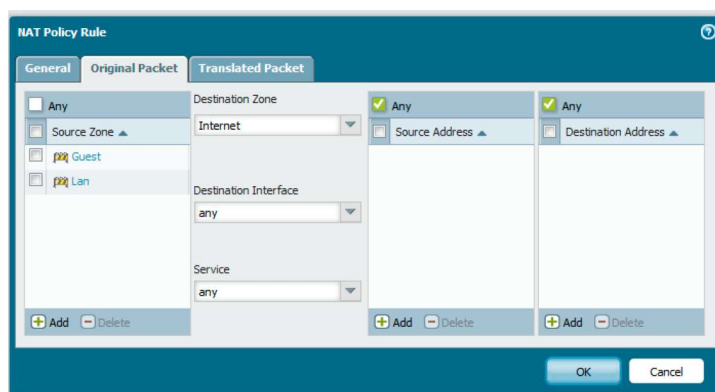 NAT Policy Rule
General
Original Packet
Translated Packet
Any
Source Zone
Guest
Lan
Add
Delete
Destination Zone
Internet
Destination Interface
any
Service
any
Any
Source Address
Add
Delete
Any
Destination Address
Add
Delete
OK
Cancel